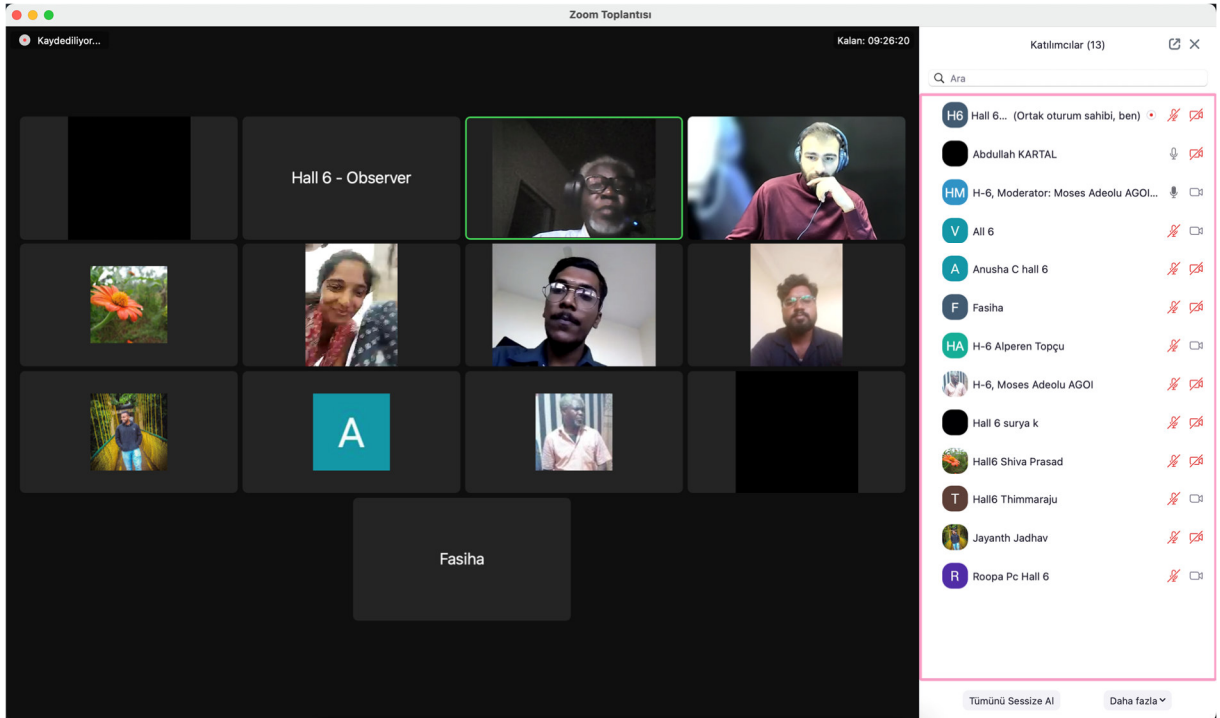 Zoom Toplantısı
Kaydediliyor...
Kalan: 09:26:20
Hall 6 - Observer
A
Fasiha
Katılımcılar (13)
Ara
H6 Hall 6... (Ortak oturum sahibi, ben)
Abdullah KARTAL
HM H-6, Moderator: Moses Adeolu AGOI...
V All 6
A Anusha C hall 6
F Fasiha
HA H-6 Alperen Topçu
H-6, Moses Adeolu AGOI
Hall 6 surya k
Hall6 Shiva Prasad
T Hall6 Thimmaraju
Jayanth Jadhav
R Roopa Pc Hall 6
Tümünü Sessize Al
Daha fazla